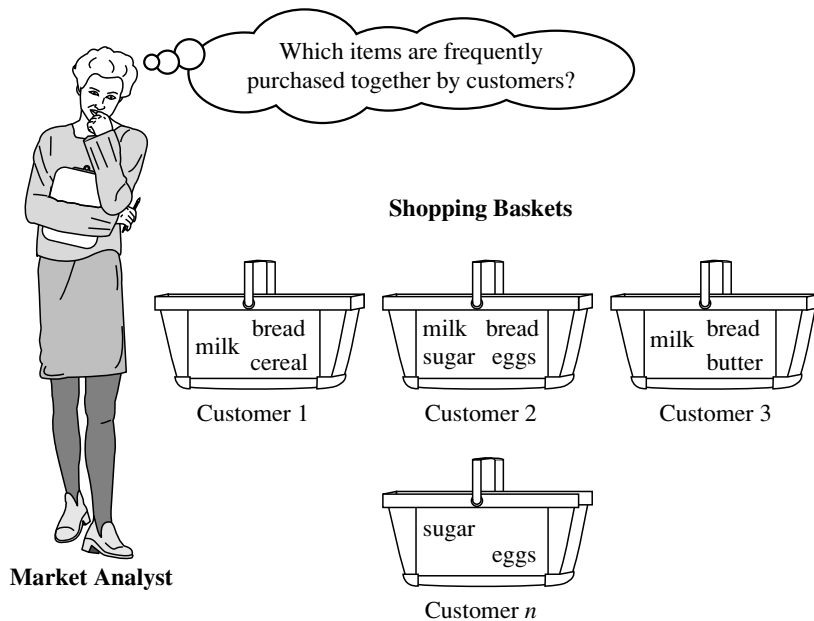 Which items are frequently
purchased together by customers?
Shopping Baskets
milk
bread
cereal
Customer 1
milk bread
sugar eggs
Customer 2
milk
bread
butter
Customer 3
sugar
eggs
Customer n
Market Analyst